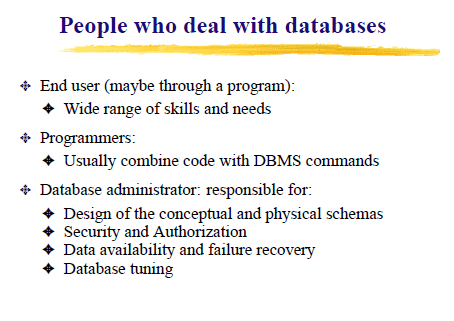 People who deal with databases
End user (maybe through a program):
Wide range of skills and needs
Programmers:
Usually combine code with DBMS commands
Database administrator: responsible for:
Design of the conceptual and physical schemas
Security and Authorization
Data availability and failure recovery
Database tuning